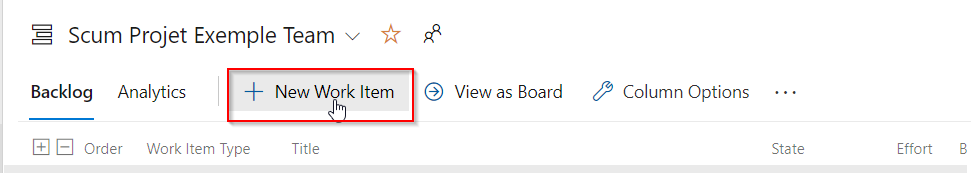 Scum Projet Exemple Team
Backlog Analytics New Work Item View as Board Column Options
Order Work Item Type Title State Effort